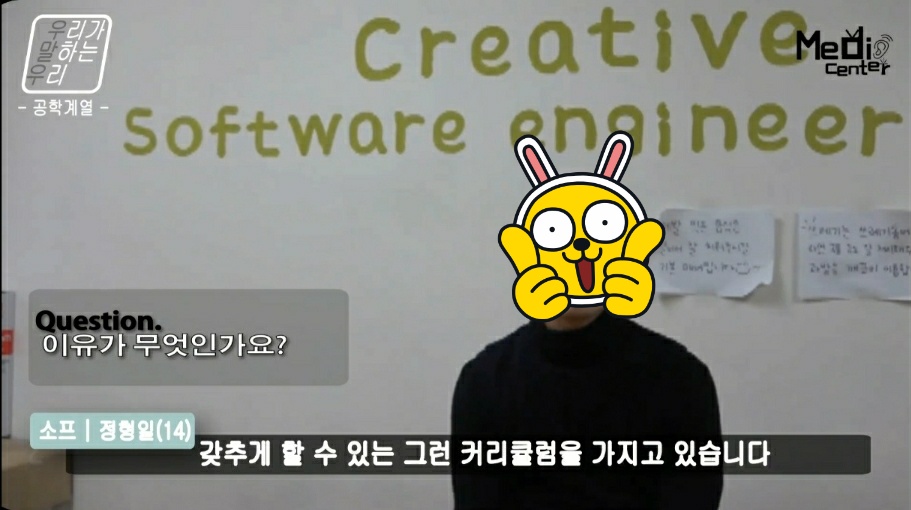 우리가
말하는
우리
- 공학계열 -
Creative
Media
center
Software engineer
Question.
이유가 무엇인가요?
소프 | 정형일(14)
갖추게 할 수 있는 그런 커리큘럼을 가지고 있습니다